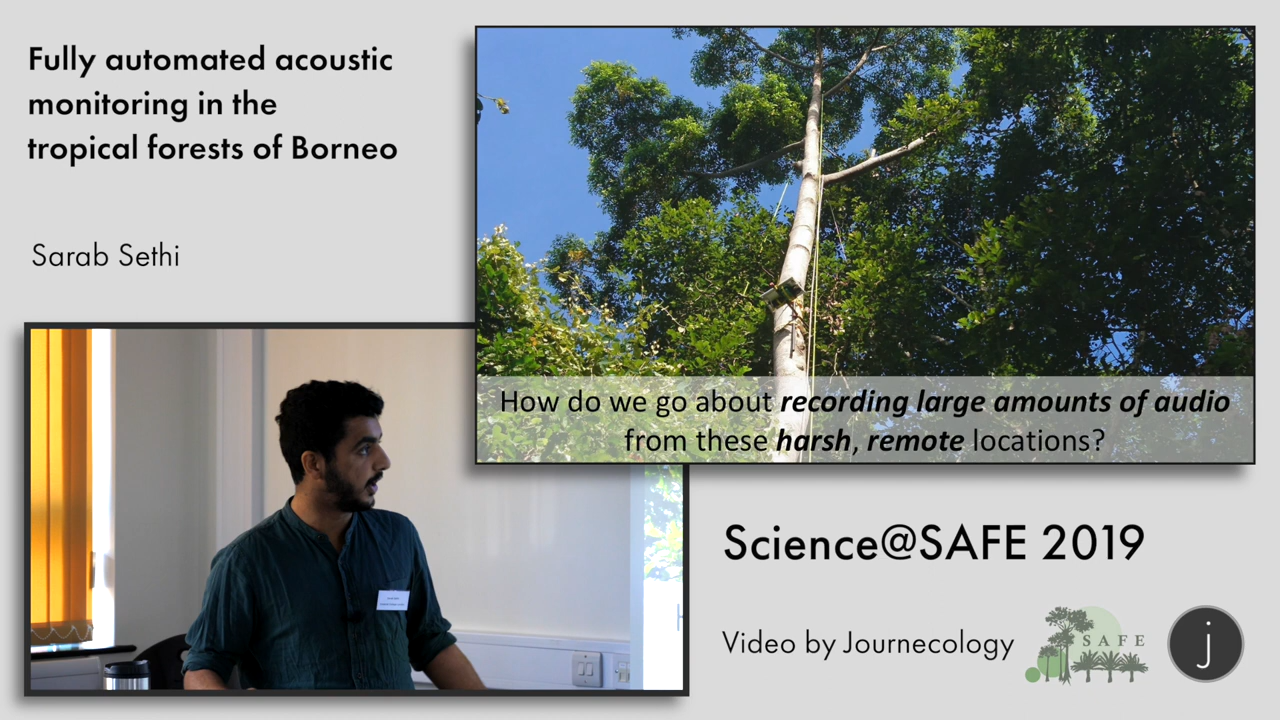 Fully automated acoustic
monitoring in the
tropical forests of Borneo
Sarab Sethi
How do we go about recording large amounts of audio
from these harsh, remote locations?
Science@SAFE 2019
Video by Journecology
SAFE
j